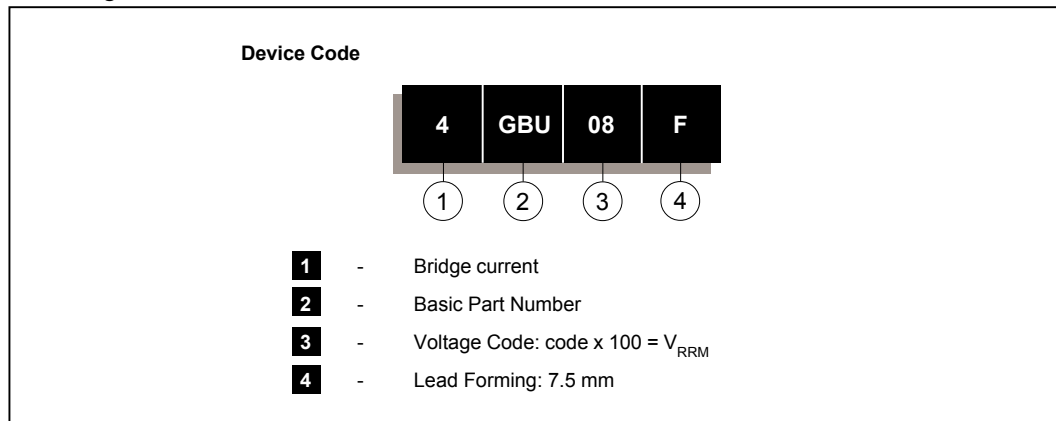 Device Code
4 GBU 08 F
1 2 3 4
1 - Bridge current
2 - Basic Part Number
3 - Voltage Code: code x 100 = V_RRM
4 - Lead Forming: 7.5 mm